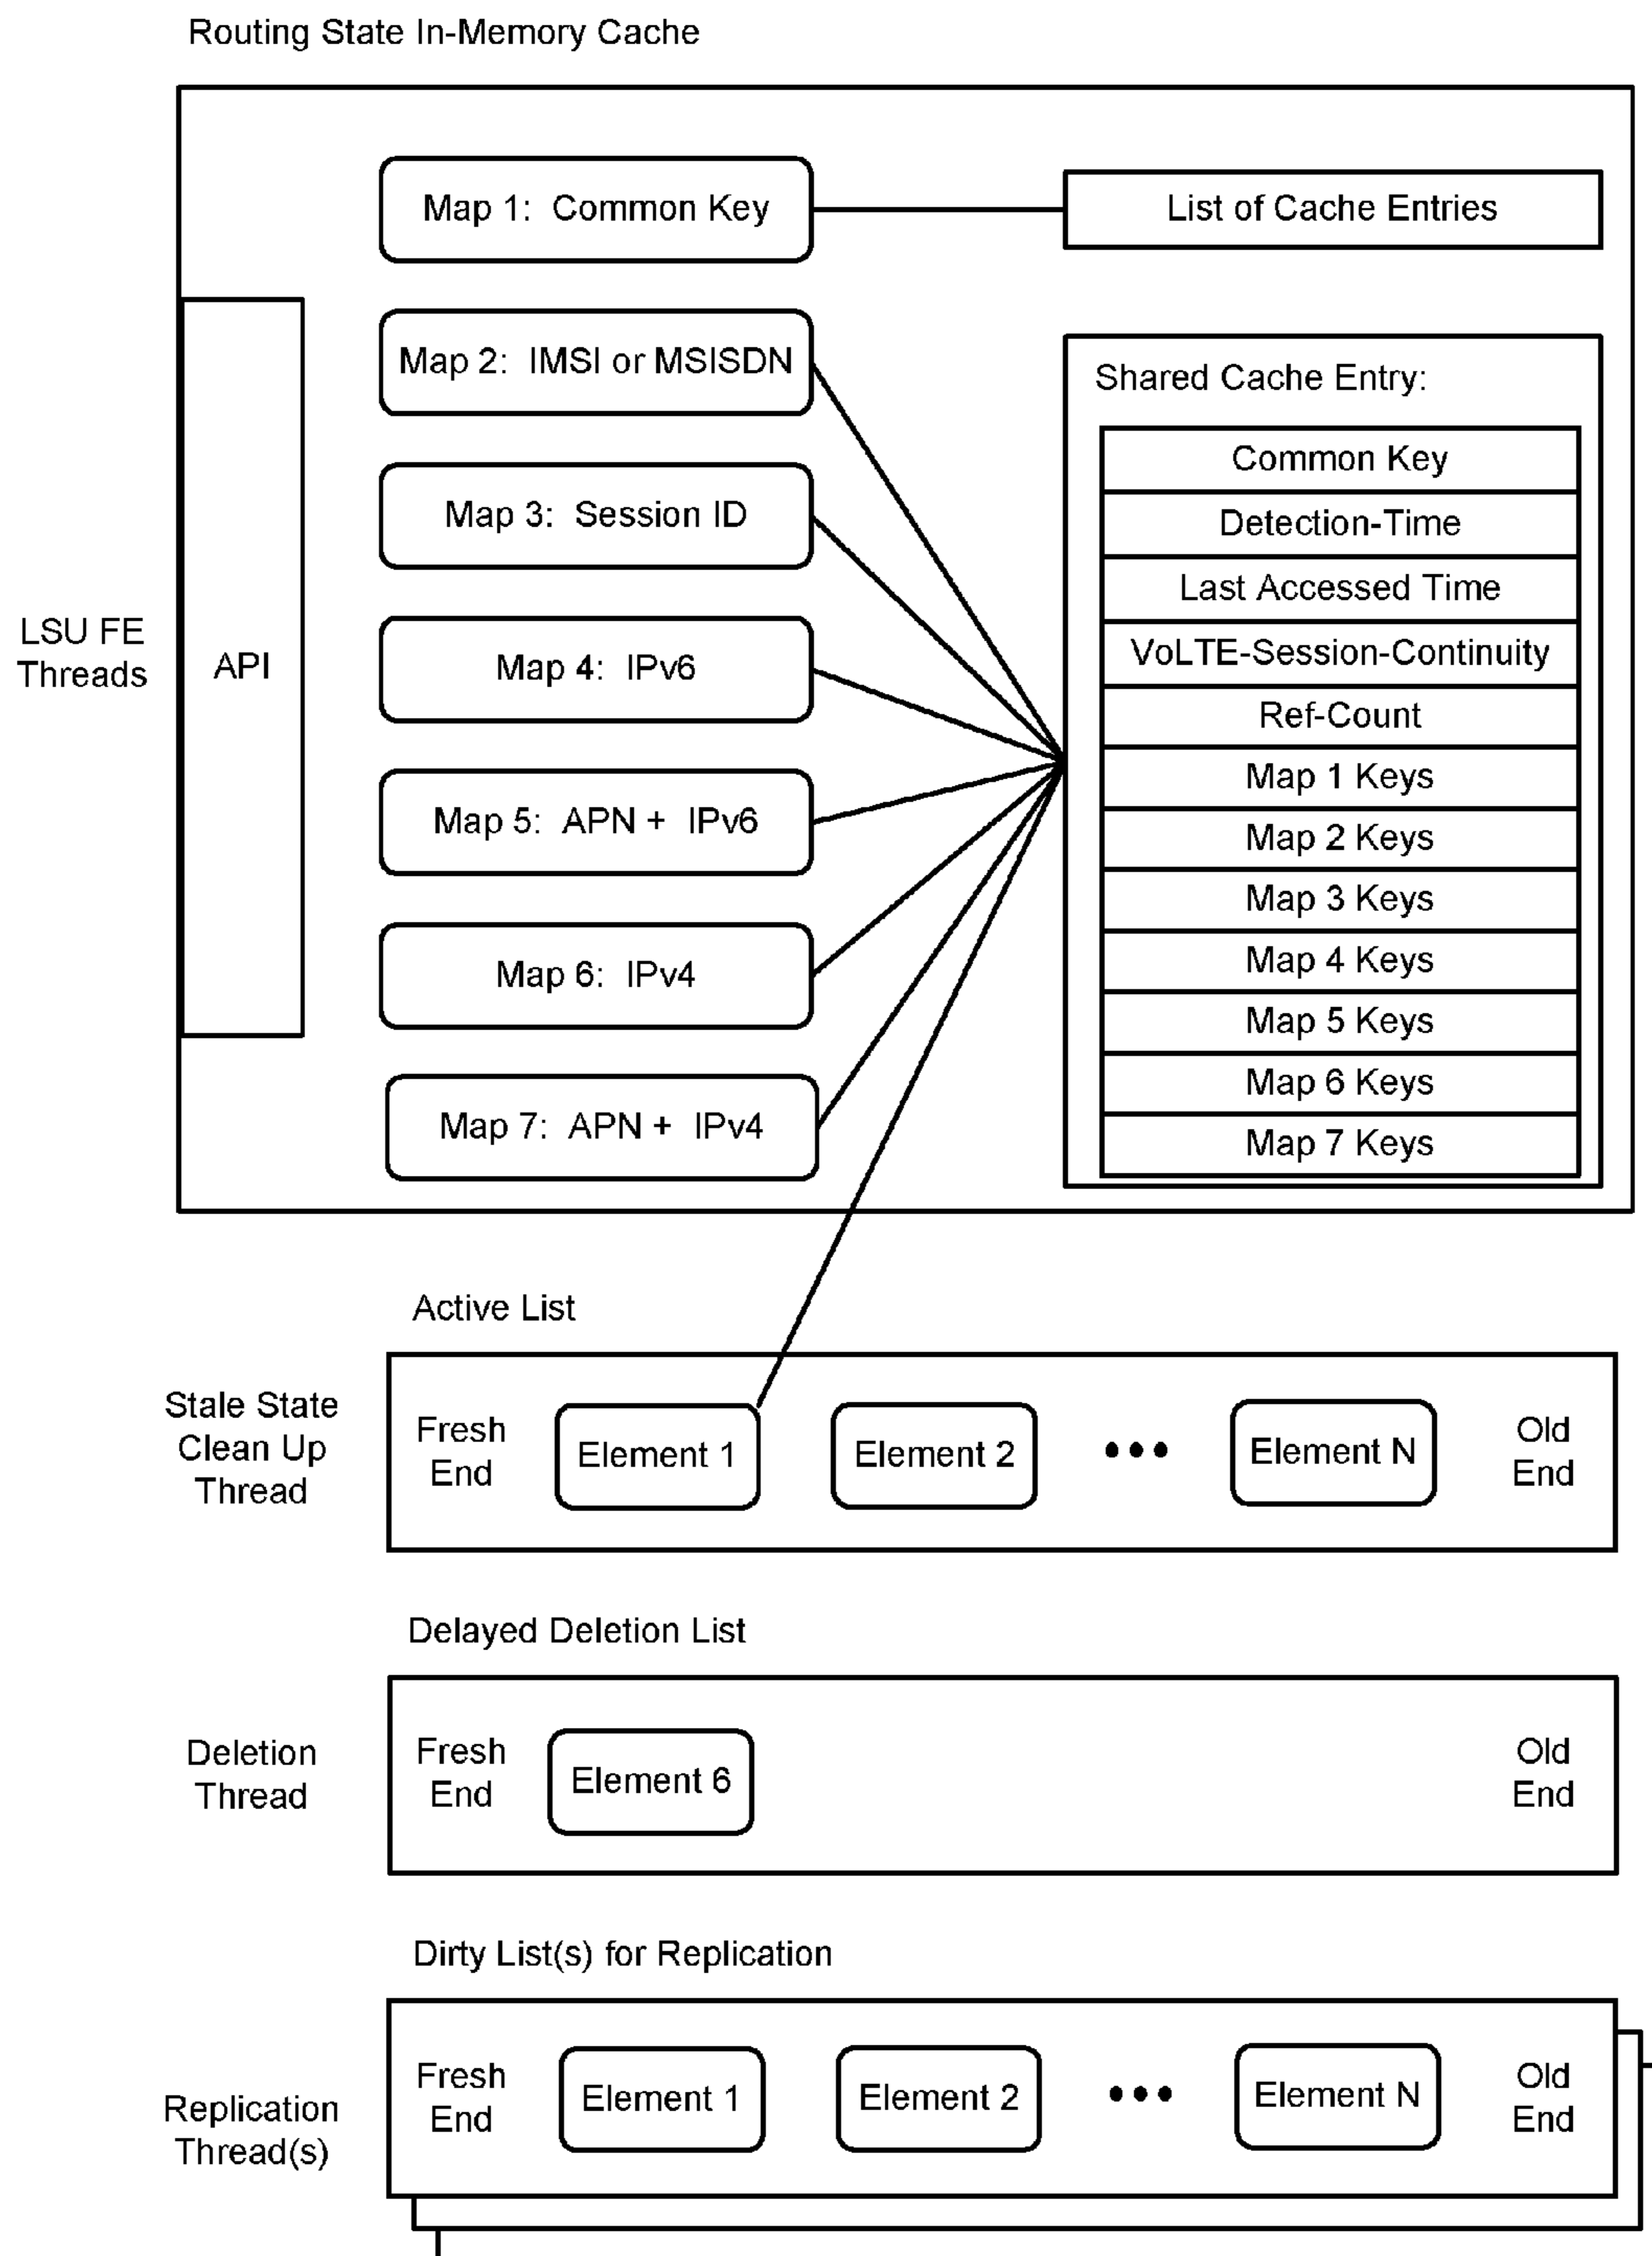 Routing State In-Memory Cache
Map 1: Common Key
List of Cache Entries
LSU FE
Threads
API
Map 2: IMSI or MSISDN
Map 3: Session ID
Map 4: IPv6
Map 5: APN + IPv6
Map 6: IPv4
Map 7: APN + IPv4
Shared Cache Entry:
Common Key
Detection-Time
Last Accessed Time
VoLTE-Session-Continuity
Ref-Count
Map 1 Keys
Map 2 Keys
Map 3 Keys
Map 4 Keys
Map 5 Keys
Map 6 Keys
Map 7 Keys
Active List
Stale State
Clean Up
Thread
Fresh
End
Element 1
Element 2
Element N
Old
End
Delayed Deletion List
Deletion
Thread
Fresh
End
Element 6
Old
End
Dirty List(s) for Replication
Replication
Thread(s)
Fresh
End
Element 1
Element 2
Element N
Old
End